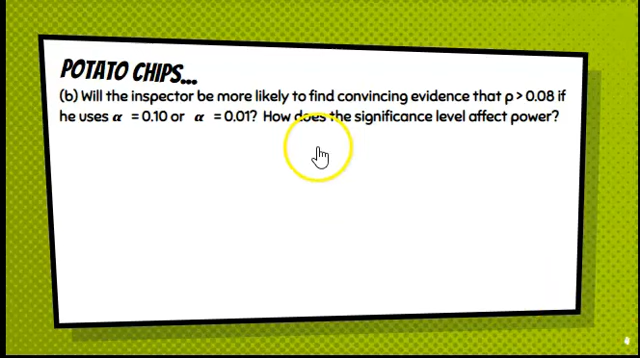 POTATO CHIPS...
(b) Will the inspector be more likely to find convincing evidence that p > 0.08 if
he uses α = 0.10 or α = 0.01? How does the significance level affect power?